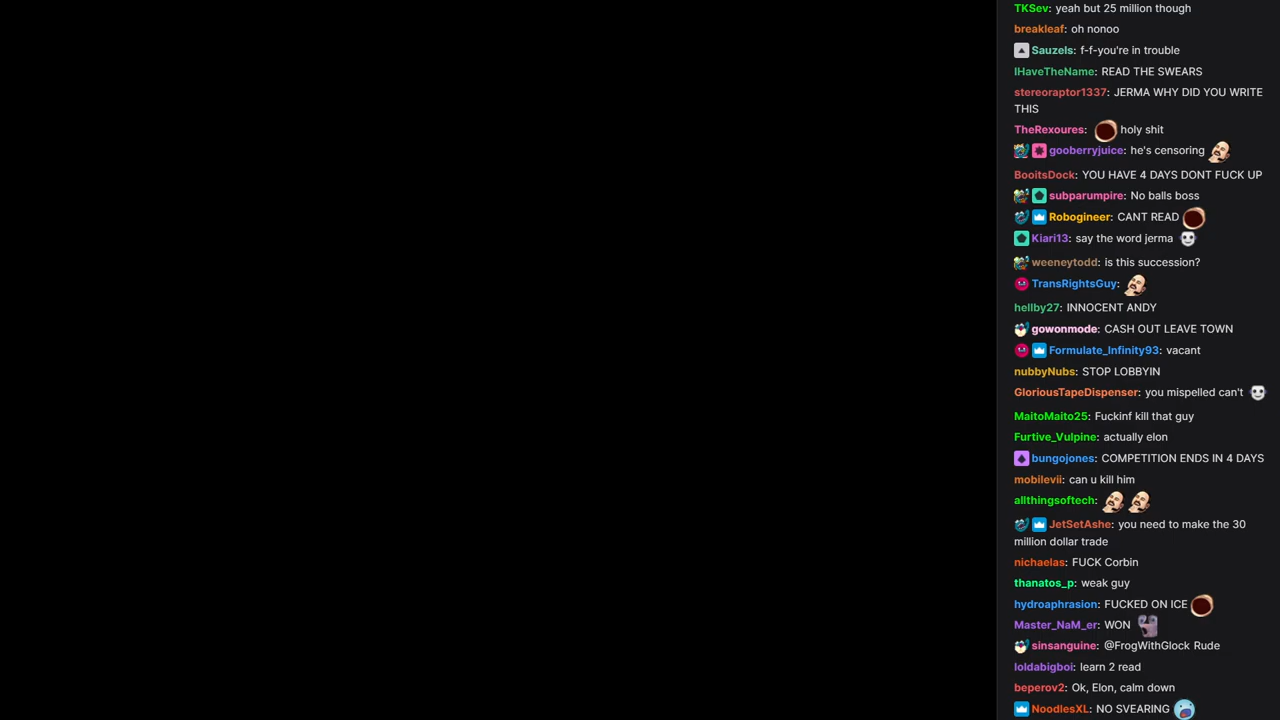 TKSev: yeah but 25 million though
breakleaf: oh nonoo
Sauzels: f-f-you're in trouble
IHaveTheName: READ THE SWEARS
stereoraptor1337: JERMA WHY DID YOU WRITE
THIS
TheRexoures: holy shit
gooberryjuice: he's censoring
BooitsDock: YOU HAVE 4 DAYS DONT FUCK UP
subparumpire: No balls boss
Robogineer: CANT READ
Kiari13: say the word jerma
weeneytodd: is this succession?
TransRightsGuy:
hellby27: INNOCENT ANDY
gowonmode: CASH OUT LEAVE TOWN
Formulate_Infinity93: vacant
nubbyNubs: STOP LOBBYIN
GloriousTapeDispenser: you mispelled can't
MaitoMaito25: Fuckinf kill that guy
Furtive_Vulpine: actually elon
bungojones: COMPETITION ENDS IN 4 DAYS
mobilevii: can u kill him
allthingsoftech:
JetSetAshe: you need to make the 30
million dollar trade
nichaelas: FUCK Corbin
thanatos_p: weak guy
hydroaphrasion: FUCKED ON ICE
Master_NaM_er: WON
sinsanguine: @FrogWithGlock Rude
loldabigboi: learn 2 read
beperov2: Ok, Elon, calm down
NoodlesXL: NO SVEARING